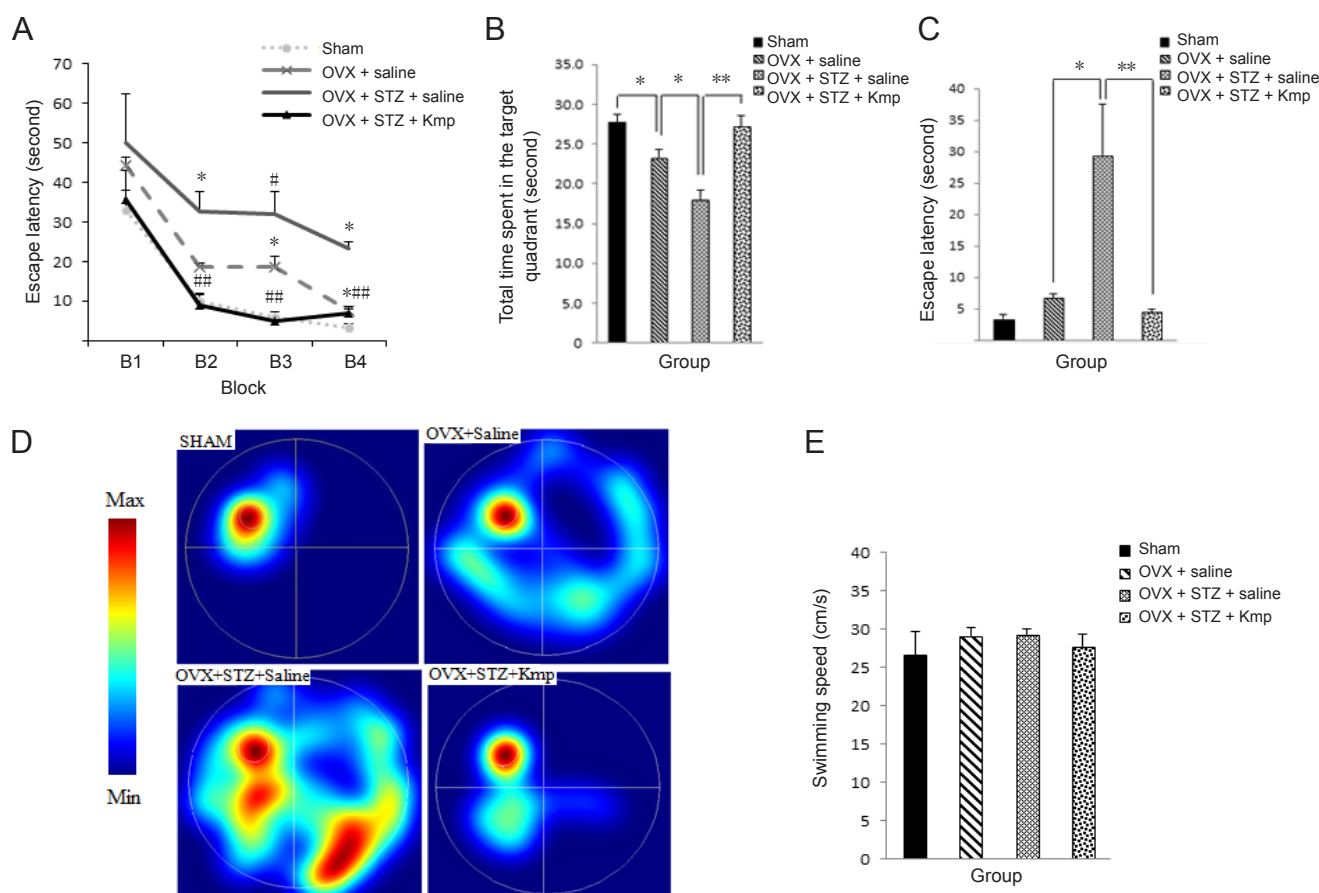 A
Sham
OVX + saline
OVX + STZ + saline
OVX + STZ + Kmp
Escape latency (second)
70
60
50
40
30
20
10
*
#
*
*
##
##
*##
B1 B2 B3 B4
Block
B
Sham
OVX + saline
OVX + STZ + saline
OVX + STZ + Kmp
Total time spent in the target
quadrant (second)
35.0
30.0
25.0
20.0
15.0
10.0
5.0
0.0
* * **
Group
C
Sham
OVX + saline
OVX + STZ + saline
OVX + STZ + Kmp
Escape latency (second)
40
35
30
25
20
15
10
5
* **
Group
D
Max
Min
SHAM
OVX+Saline
OVX+STZ+Saline
OVX+STZ+Kmp
E
Sham
OVX + saline
OVX + STZ + saline
OVX + STZ + Kmp
Swimming speed (cm/s)
40
35
30
25
20
15
10
5
0
Group